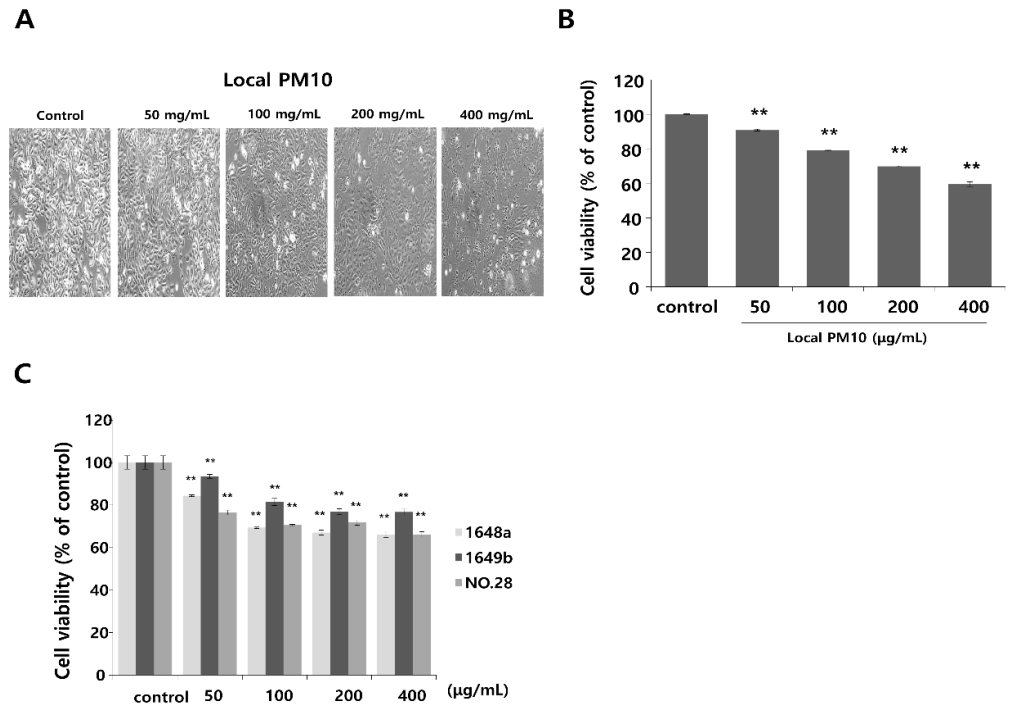 A
Local PM10
Control 50 mg/mL 100 mg/mL 200 mg/mL 400 mg/mL
B
Cell viability (% of control)
120
100
80
60
40
20
0
** ** ** **
control 50 100 200 400
Local PM10 (µg/mL)
C
Cell viability (% of control)
120
100
80
60
40
20
0
** ** ** ** ** ** ** ** ** ** ** **
control 50 100 200 400 (µg/mL)
1648a
1649b
NO.28